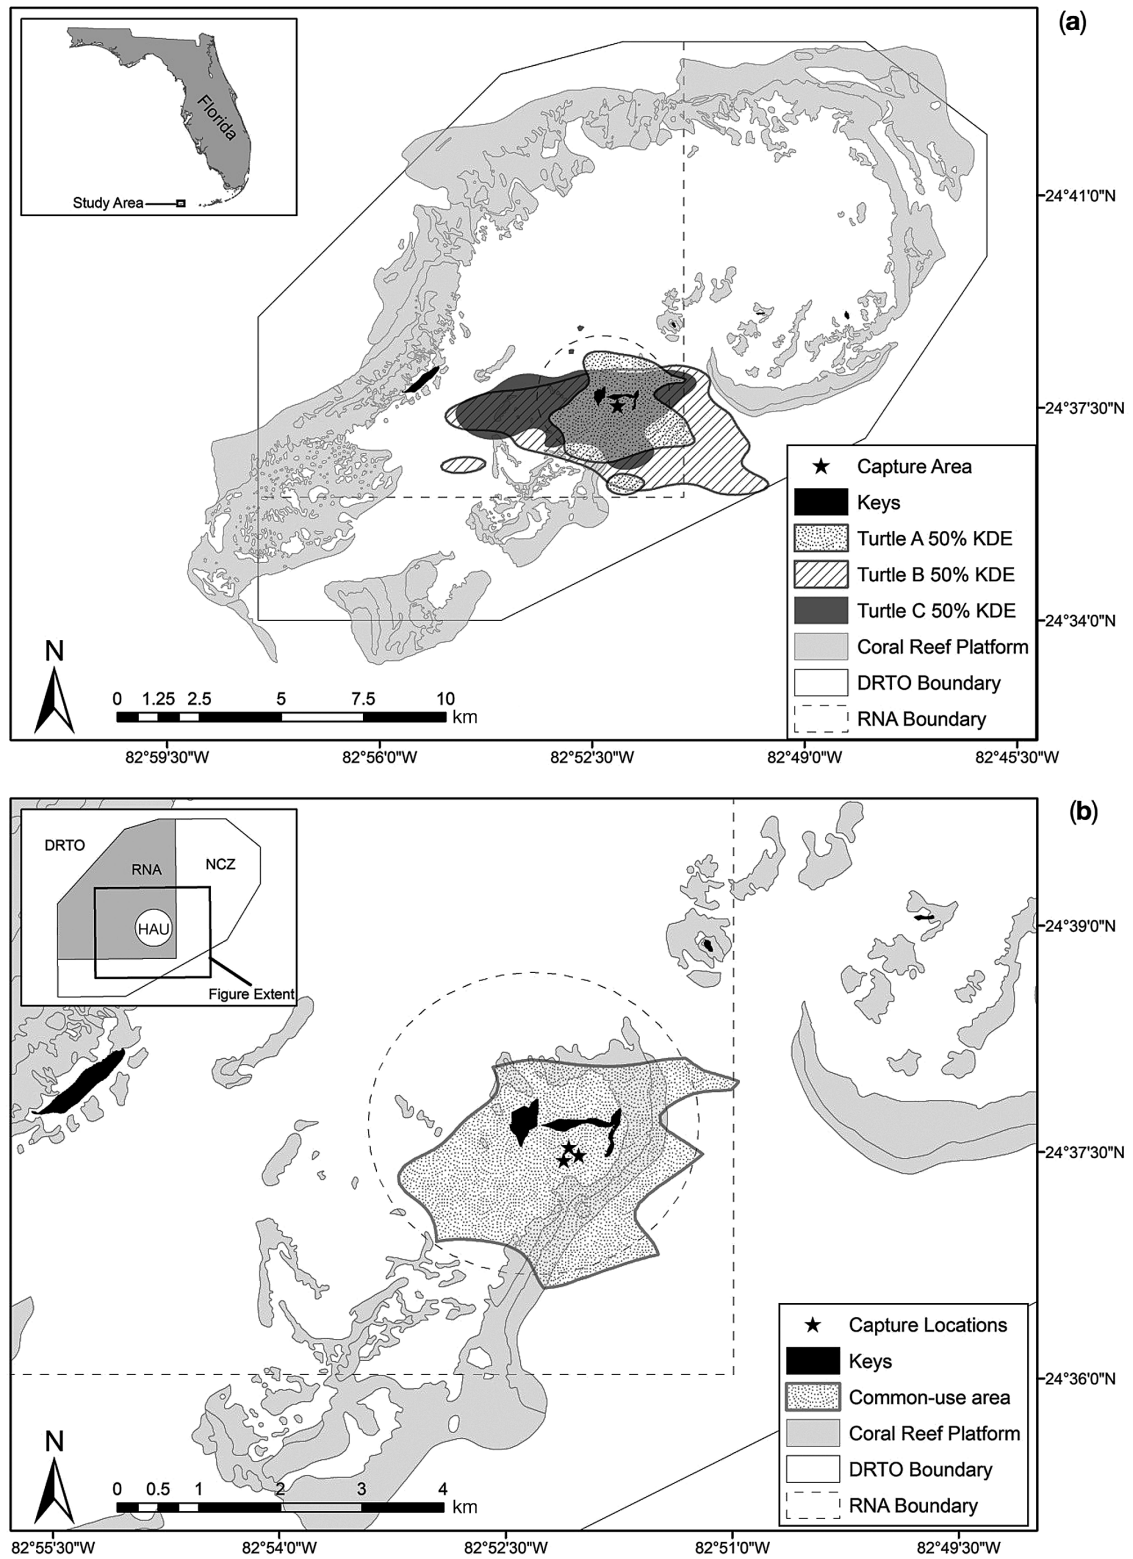 (a)
Florida
Study Area
24°41'0"N
24°37'30"N
24°34'0"N
Capture Area
Keys
Turtle A 50% KDE
Turtle B 50% KDE
Turtle C 50% KDE
Coral Reef Platform
DRTO Boundary
RNA Boundary
N
0 1.25 2.5 5 7.5 10
km
82°59'30"W 82°56'0"W 82°52'30"W 82°49'0"W 82°45'30"W
(b)
DRTO
RNA
NCZ
HAU
Figure Extent
24°39'0"N
24°37'30"N
24°36'0"N
Capture Locations
Keys
Common-use area
Coral Reef Platform
DRTO Boundary
RNA Boundary
N
0 0.5 1 2 3 4
km
82°55'30"W 82°54'0"W 82°52'30"W 82°51'0"W 82°49'30"W